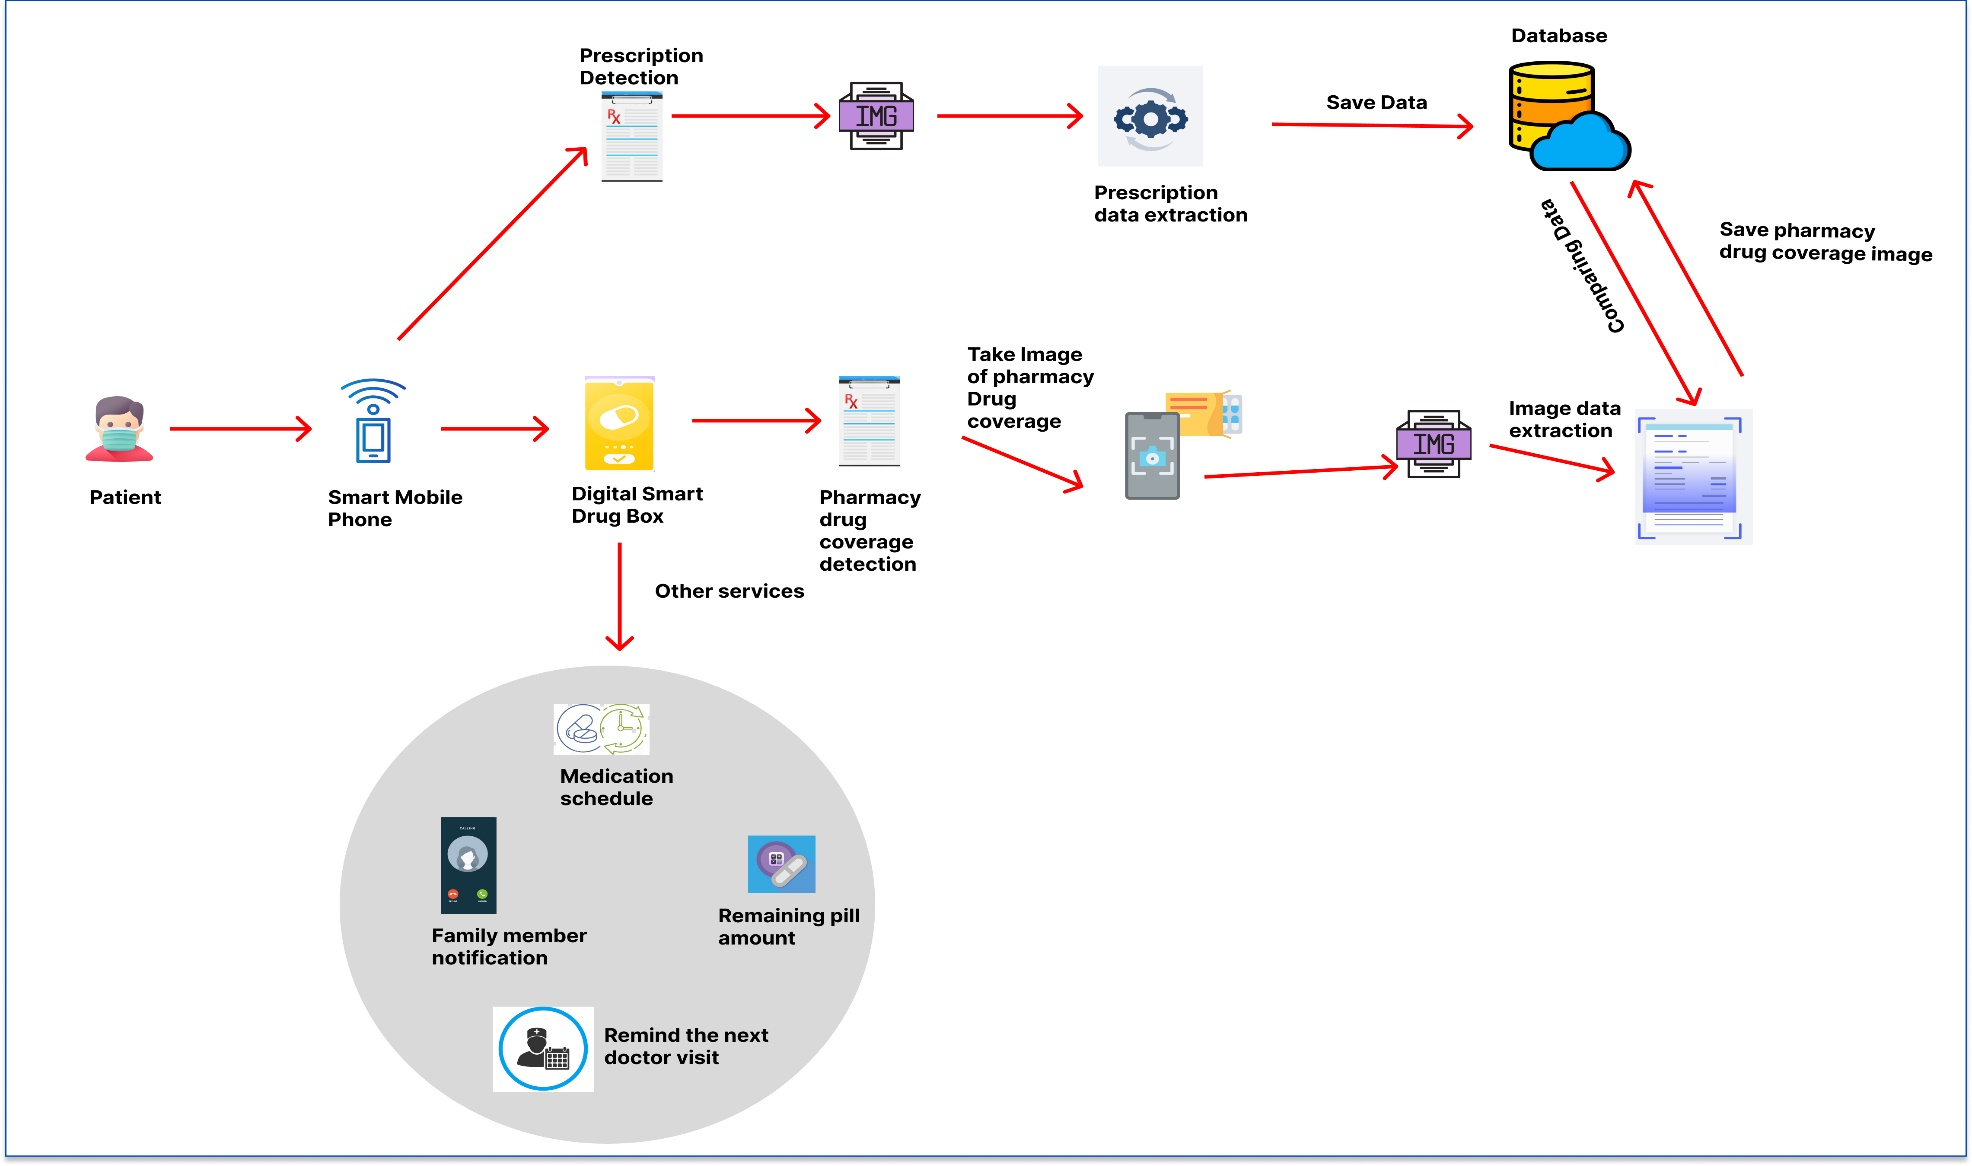 Database
Prescription
Detection
Rx
IMG
Save Data
Prescription
data extraction
Comparing Data
Save pharmacy
drug coverage image
Take Image
of pharmacy
Drug
coverage
Rx
IMG
Image data
extraction
Patient
Smart Mobile
Phone
Digital Smart
Drug Box
Pharmacy
drug
coverage
detection
Other services
Medication
schedule
Family member
notification
Remaining pill
amount
Remind the next
doctor visit